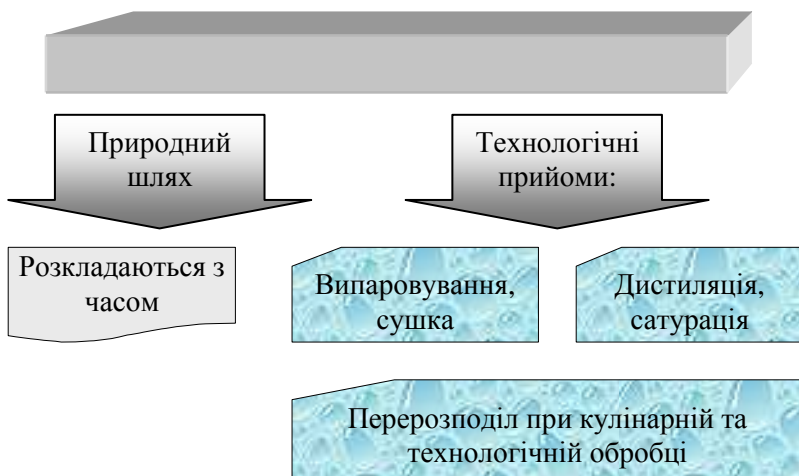 Природний
шлях
Технологічні
прийоми:
Розкладаються з
часом
Випаровування,
сушка
Дистиляція,
сатурація
Перерозподіл при кулінарній та
технологічній обробці